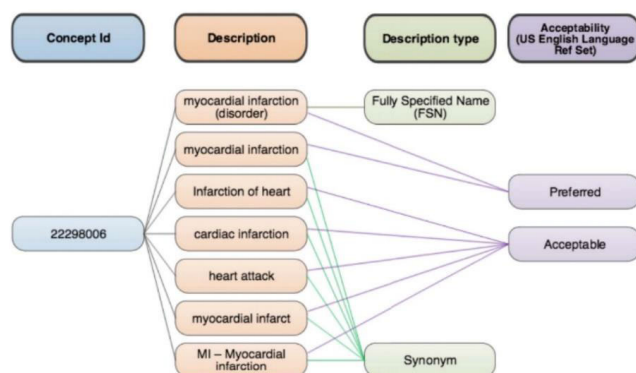 Concept Id
Description
Description type
Acceptability
(US English Language
Ref Set)
myocardial infarction
(disorder)
Fully Specified Name
(FSN)
myocardial infarction
Infarction of heart
Preferred
22298006
cardiac infarction
Acceptable
heart attack
myocardial infarct
MI – Myocardial
infarction
Synonym